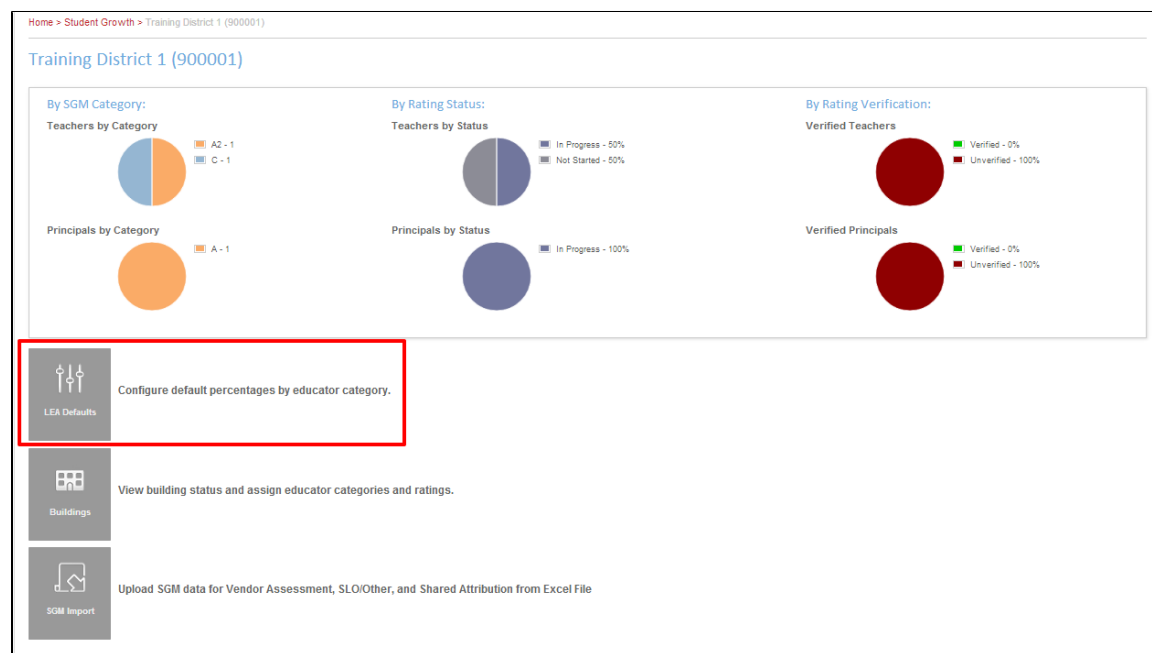 Home > Student Growth > Training District 1 (900001)
Training District 1 (900001)
By SGM Category:
Teachers by Category
A2 - 1
C - 1
Principals by Category
A - 1
By Rating Status:
Teachers by Status
In Progress - 50%
Not Started - 50%
Principals by Status
In Progress - 100%
By Rating Verification:
Verified Teachers
Verified - 0%
Unverified - 100%
Verified Principals
Verified - 0%
Unverified - 100%
LEA Defaults
Configure default percentages by educator category.
Buildings
View building status and assign educator categories and ratings.
SGM Import
Upload SGM data for Vendor Assessment, SLO/Other, and Shared Attribution from Excel File